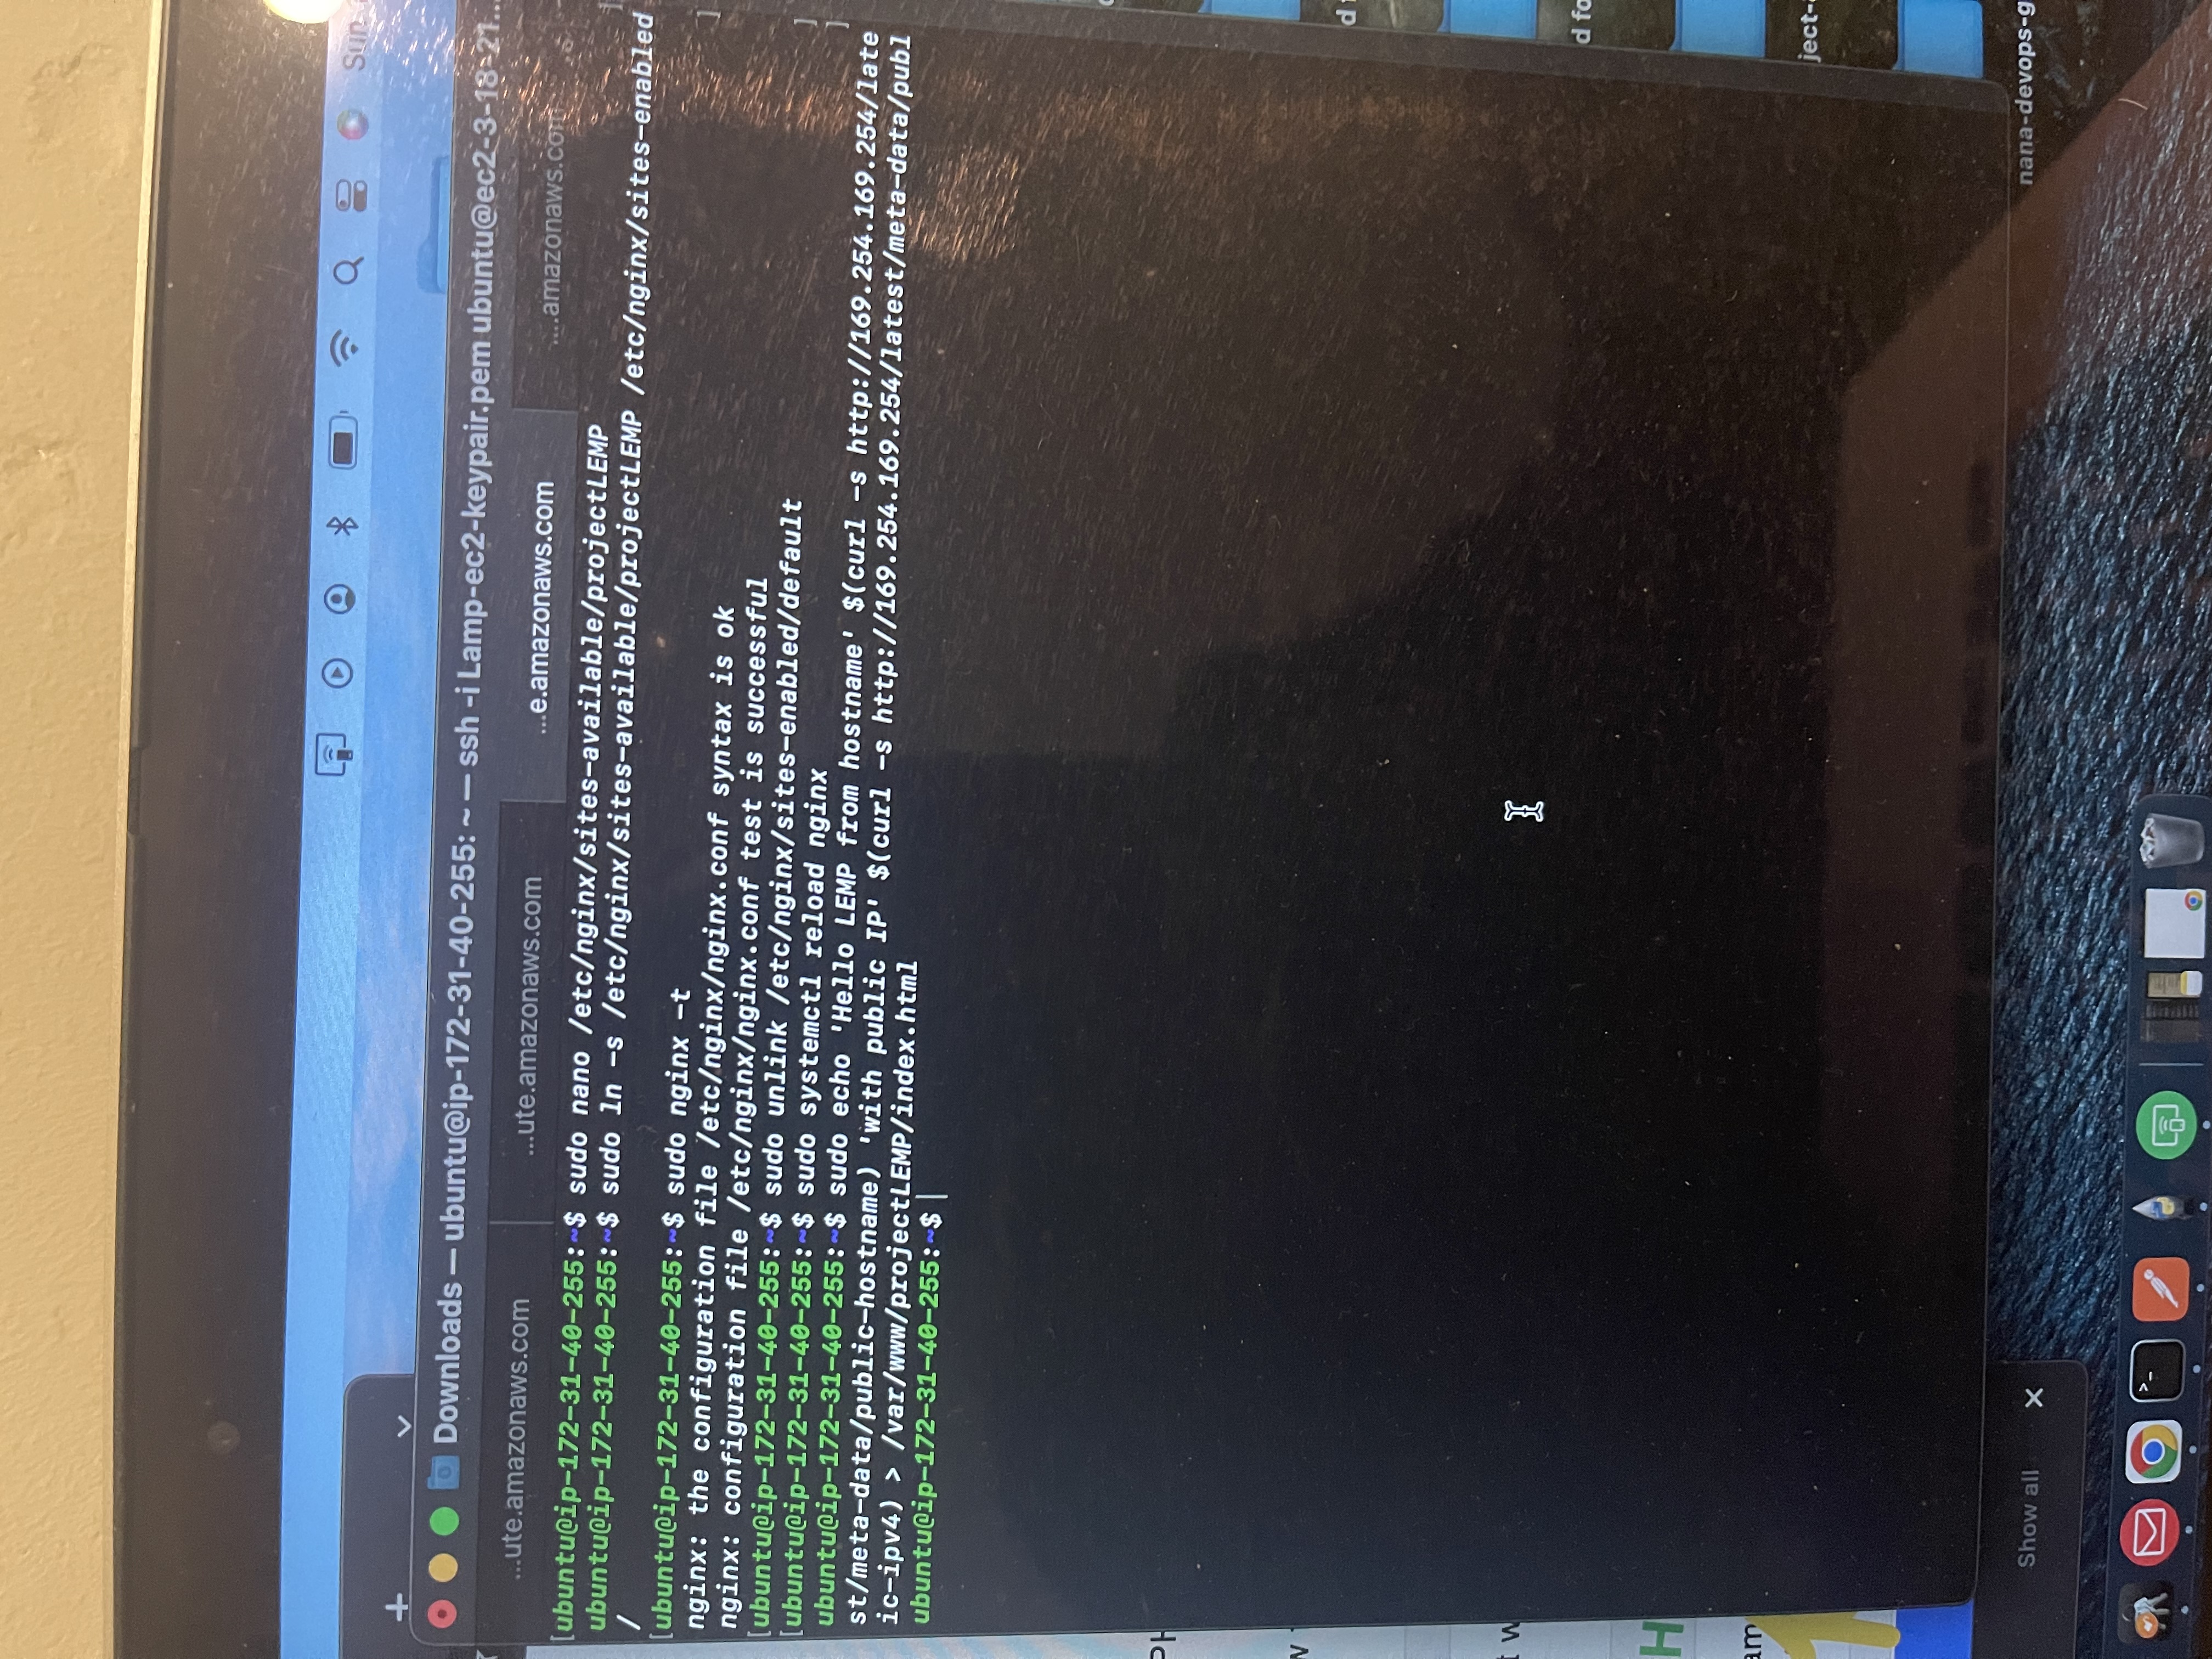 Sun
Downloads — ubuntu@ip-172-31-40-255: ~ — ssh -i Lamp-ec2-keypair.pem ubuntu@ec2-3-18-21...
...ute.amazonaws.com ...ute.amazonaws.com ...e.amazonaws.com ....amazonaws.com
[ubuntu@ip-172-31-40-255:~$ sudo nano /etc/nginx/sites-available/projectLEMP
ubuntu@ip-172-31-40-255:~$ sudo ln -s /etc/nginx/sites-available/projectLEMP /etc/nginx/sites-enabled
/
[ubuntu@ip-172-31-40-255:~$ sudo nginx -t ]
nginx: the configuration file /etc/nginx/nginx.conf syntax is ok
nginx: configuration file /etc/nginx/nginx.conf test is successful
[ubuntu@ip-172-31-40-255:~$ sudo unlink /etc/nginx/sites-enabled/default ]
[ubuntu@ip-172-31-40-255:~$ sudo systemctl reload nginx ]
ubuntu@ip-172-31-40-255:~$ sudo echo 'Hello LEMP from hostname' $(curl -s http://169.254.169.254/late
st/meta-data/public-hostname) 'with public IP' $(curl -s http://169.254.169.254/latest/meta-data/publ
ic-ipv4) > /var/www/projectLEMP/index.html
ubuntu@ip-172-31-40-255:~$
PH
w
d
t w
d fo
H
am
ject-
Show all
nana-devops-g